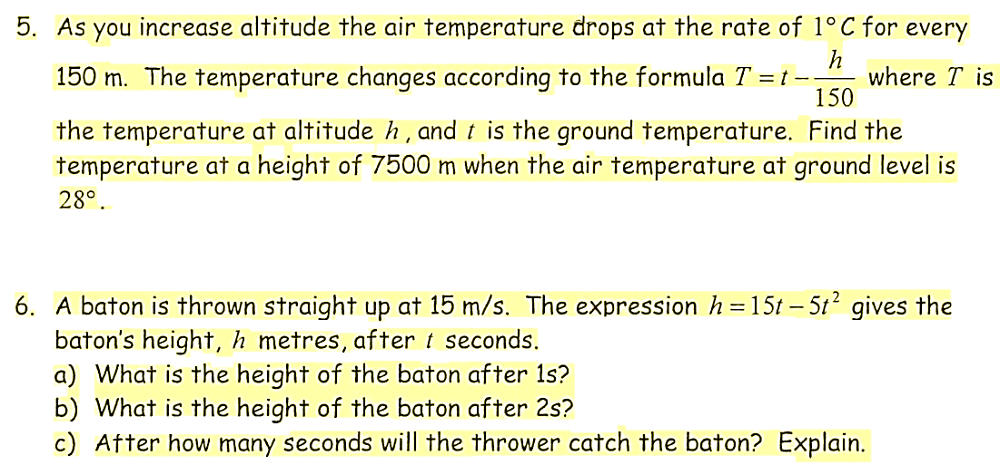 5. As you increase altitude the air temperature drops at the rate of 1° C for every
150 m. The temperature changes according to the formula T = t − h/150 where T is
the temperature at altitude h, and t is the ground temperature. Find the
temperature at a height of 7500 m when the air temperature at ground level is
28°.
6. A baton is thrown straight up at 15 m/s. The expression h = 15t − 5t² gives the
baton's height, h metres, after t seconds.
a) What is the height of the baton after 1s?
b) What is the height of the baton after 2s?
c) After how many seconds will the thrower catch the baton? Explain.